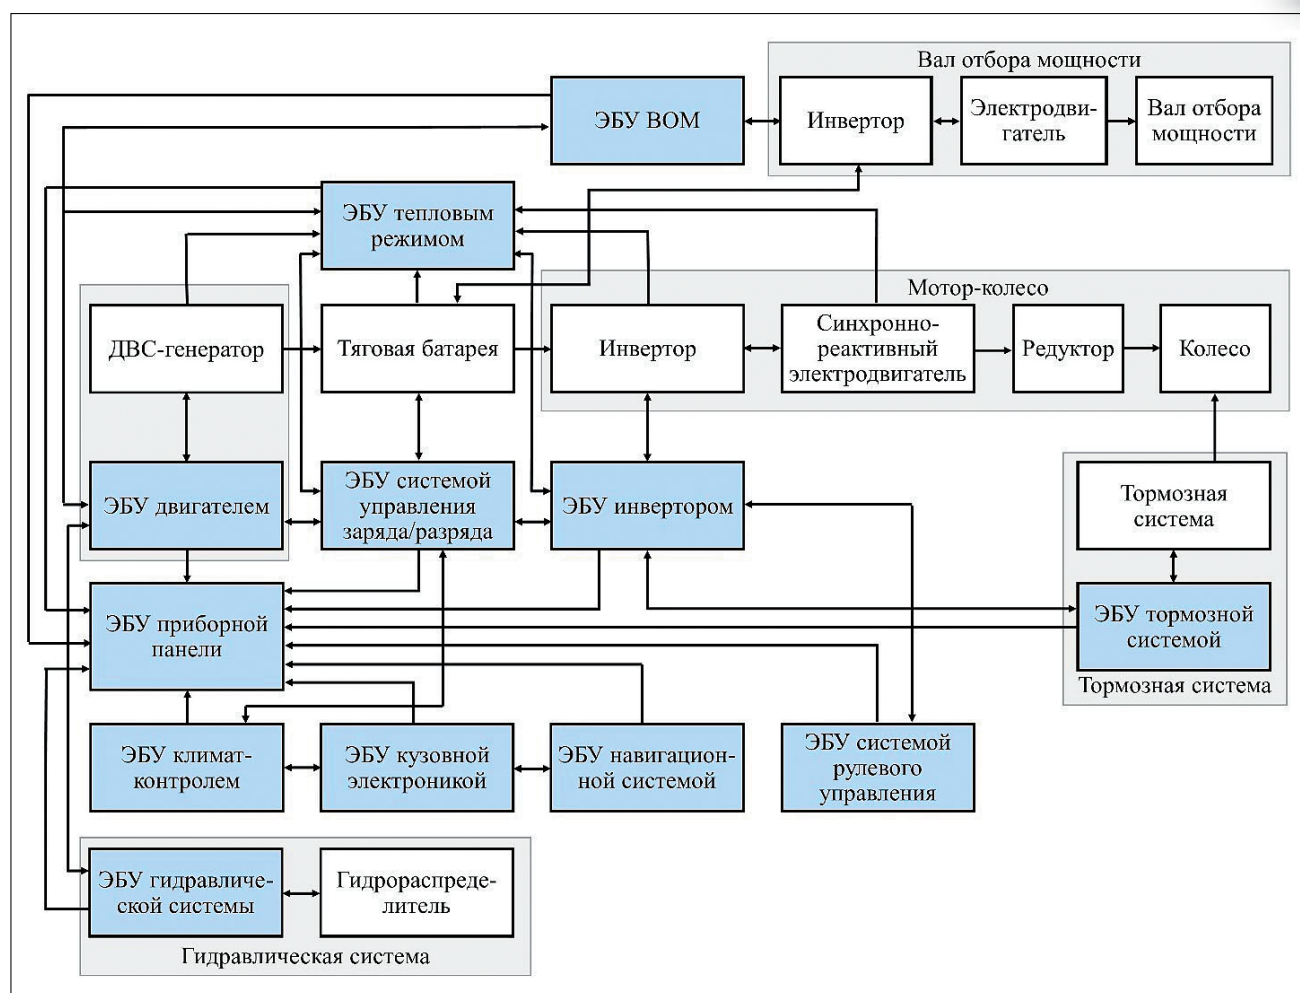 Вал отбора мощности
ЭБУ ВОМ
Инвертор
Электродви-
гатель
Вал отбора
мощности
ЭБУ тепловым
режимом
Мотор-колесо
ДВС-генератор
Тяговая батарея
Инвертор
Синхронно-
реактивный
электродвигатель
Редуктор
Колесо
ЭБУ двигателем
ЭБУ системой
управления
заряда/разряда
ЭБУ инвертором
Тормозная
система
ЭБУ приборной
панели
ЭБУ тормозной
системой
Тормозная система
ЭБУ климат-
контролем
ЭБУ кузовной
электроникой
ЭБУ навигацион-
ной системой
ЭБУ системой
рулевого
управления
ЭБУ гидравличе-
ской системы
Гидрораспреде-
литель
Гидравлическая система